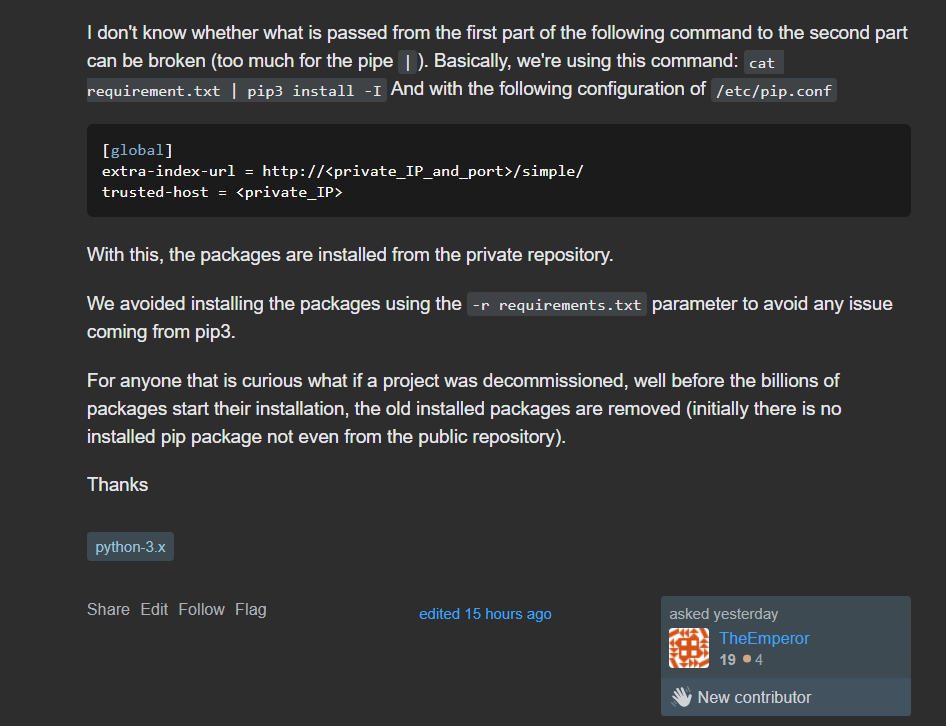 I don't know whether what is passed from the first part of the following command to the second part
can be broken (too much for the pipe | ). Basically, we're using this command: cat
requirement.txt | pip3 install -I And with the following configuration of /etc/pip.conf
[global]
extra-index-url = http://<private_IP_and_port>/simple/
trusted-host = <private_IP>
With this, the packages are installed from the private repository.
We avoided installing the packages using the -r requirements.txt parameter to avoid any issue
coming from pip3.
For anyone that is curious what if a project was decommissioned, well before the billions of
packages start their installation, the old installed packages are removed (initially there is no
installed pip package not even from the public repository).
Thanks
python-3.x
Share Edit Follow Flag
edited 15 hours ago
asked yesterday
TheEmperor
19 ● 4
New contributor